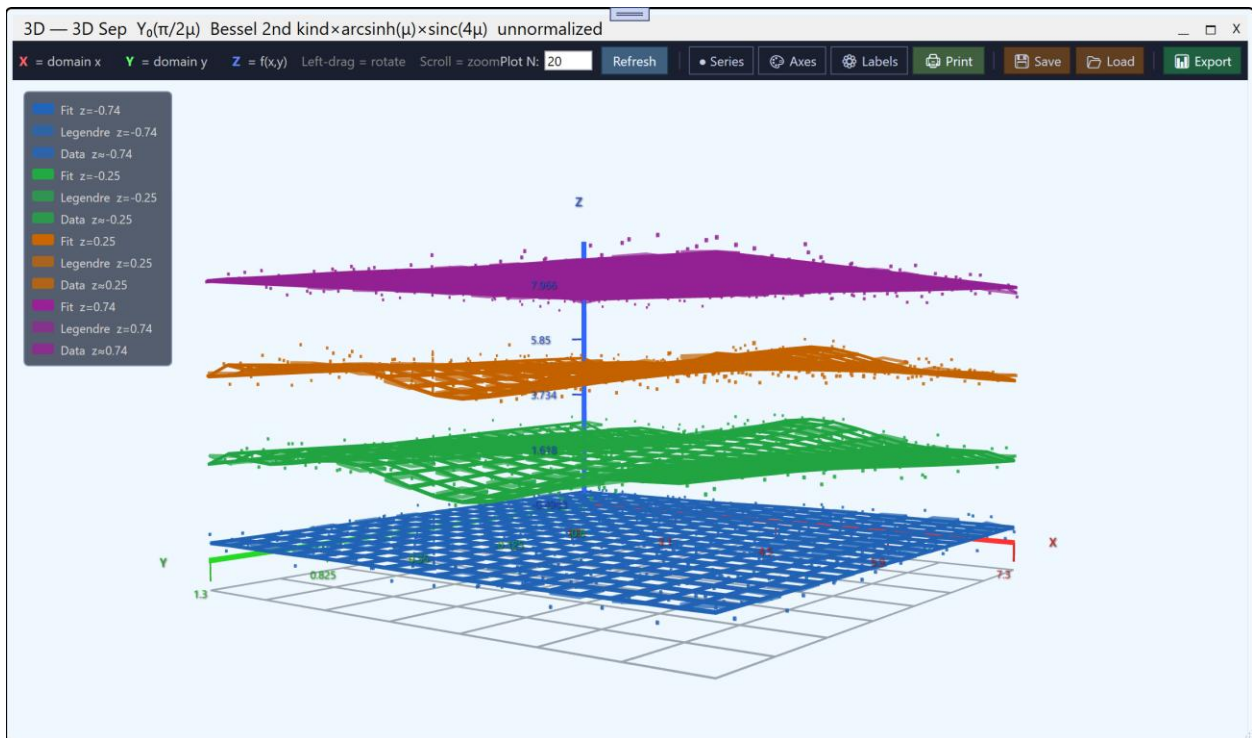 3D — 3D Sep Y₀(π/2μ) Bessel 2nd kind×arcsinh(μ)×sinc(4μ) unnormalized
X = domain x Y = domain y Z = f(x,y) Left-drag = rotate Scroll = zoom Plot N: 20 Refresh Series Axes Labels Print Save Load Export
Fit z=-0.74
Legendre z=-0.74
Data z≈-0.74
Fit z=-0.25
Legendre z=-0.25
Data z≈-0.25
Fit z=0.25
Legendre z=0.25
Data z≈0.25
Fit z=0.74
Legendre z=0.74
Data z≈0.74
Z
7.966
5.85
3.734
1.618
X
Y
7.3
0.825
1.3